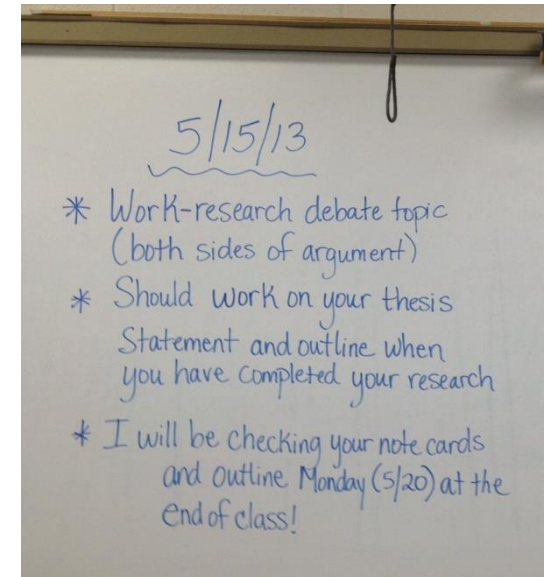 5/15/13
* Work-research debate topic
(both sides of argument)
* Should work on your thesis
Statement and outline when
you have completed your research
* I will be checking your note cards
and outline Monday (5/20) at the
end of class!